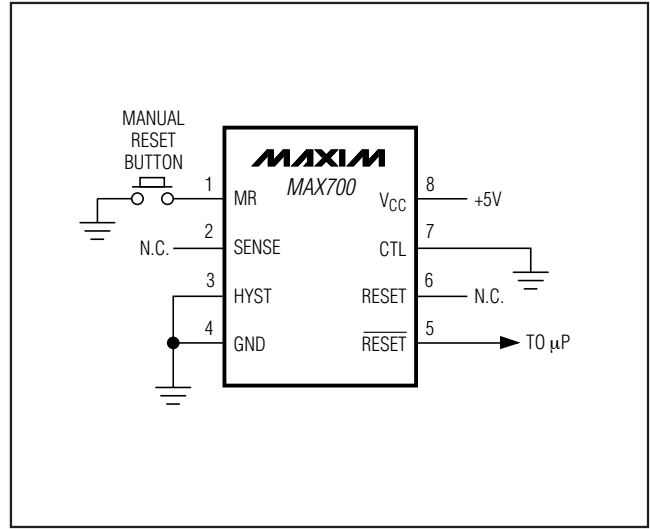 MANUAL
RESET
BUTTON
MAXIM
MAX700
1
MR
8
VCC
+5V
N.C.
2
SENSE
7
CTL
3
HYST
6
RESET
N.C.
4
GND
5
RESET
TO μP